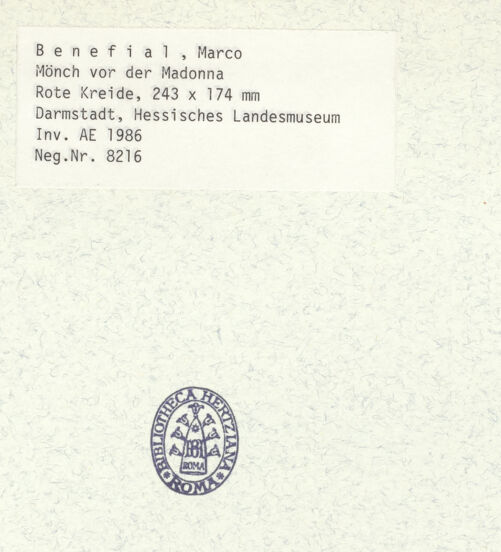 B e n e f i a l , Marco
Mönch vor der Madonna
Rote Kreide, 243 x 174 mm
Darmstadt, Hessisches Landesmuseum
Inv. AE 1986
Neg.Nr. 8216
BIBLIOTHECA HERTZIANA
BH
ROMA
* ROMA *